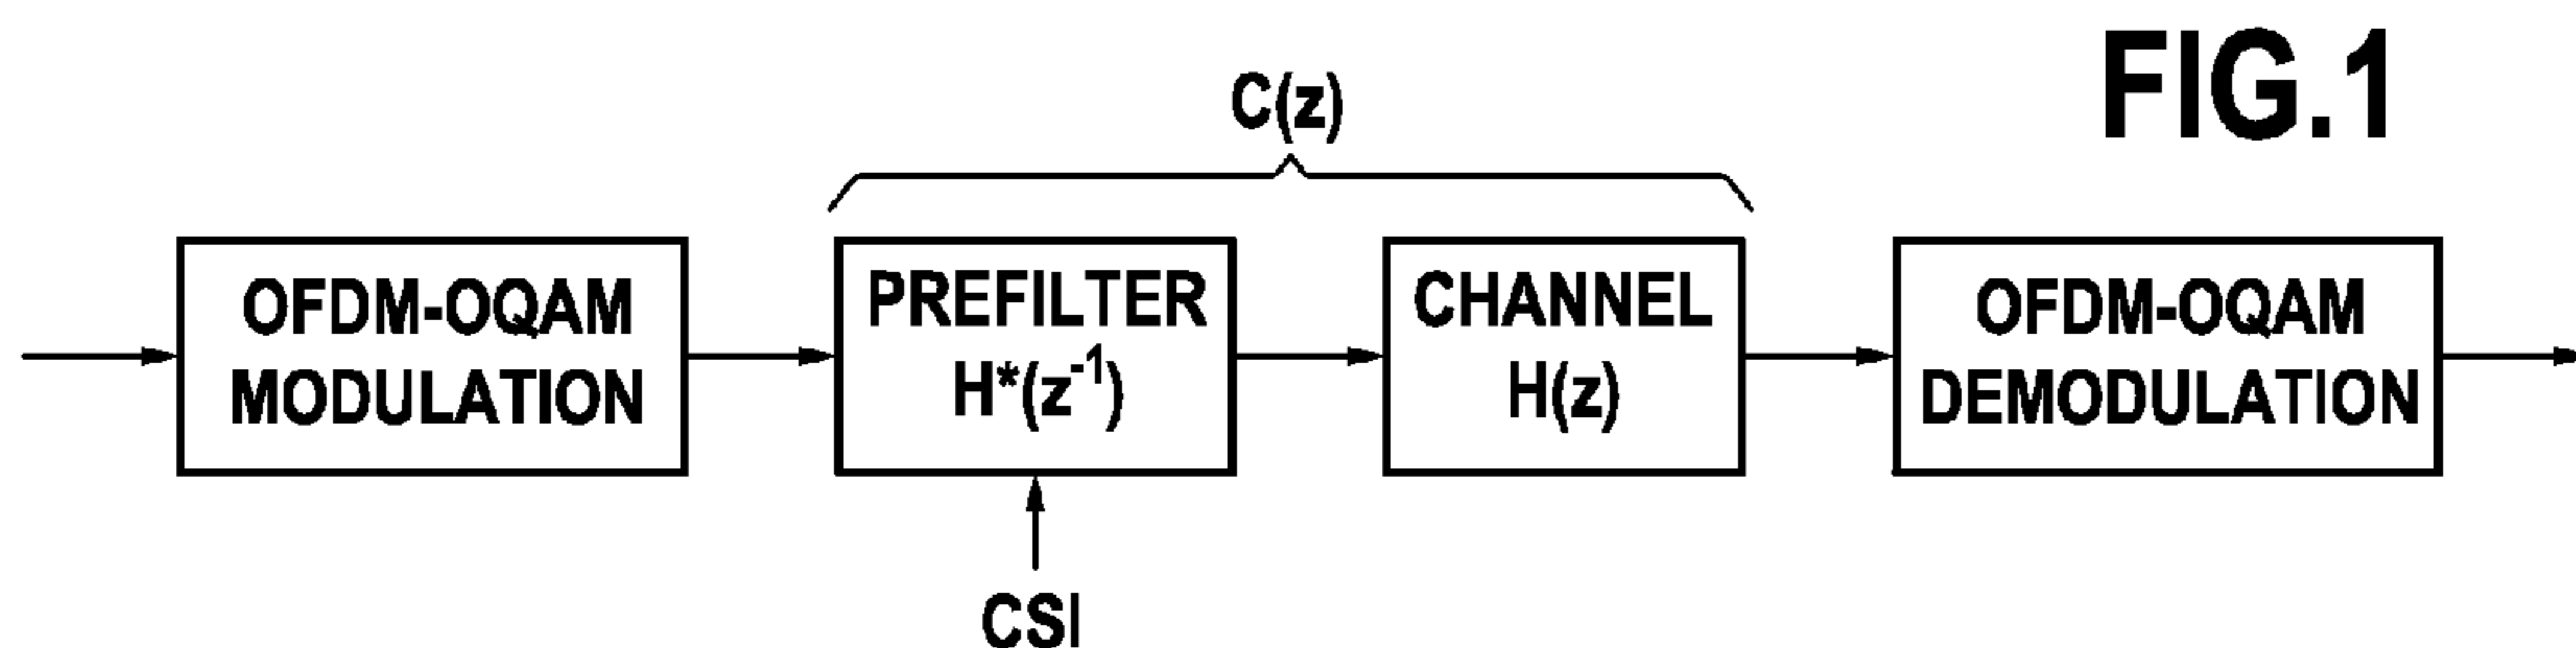 FIG.1
C(z)
OFDM-OQAM
MODULATION
PREFILTER
H*(z⁻¹)
CHANNEL
H(z)
OFDM-OQAM
DEMODULATION
CSI